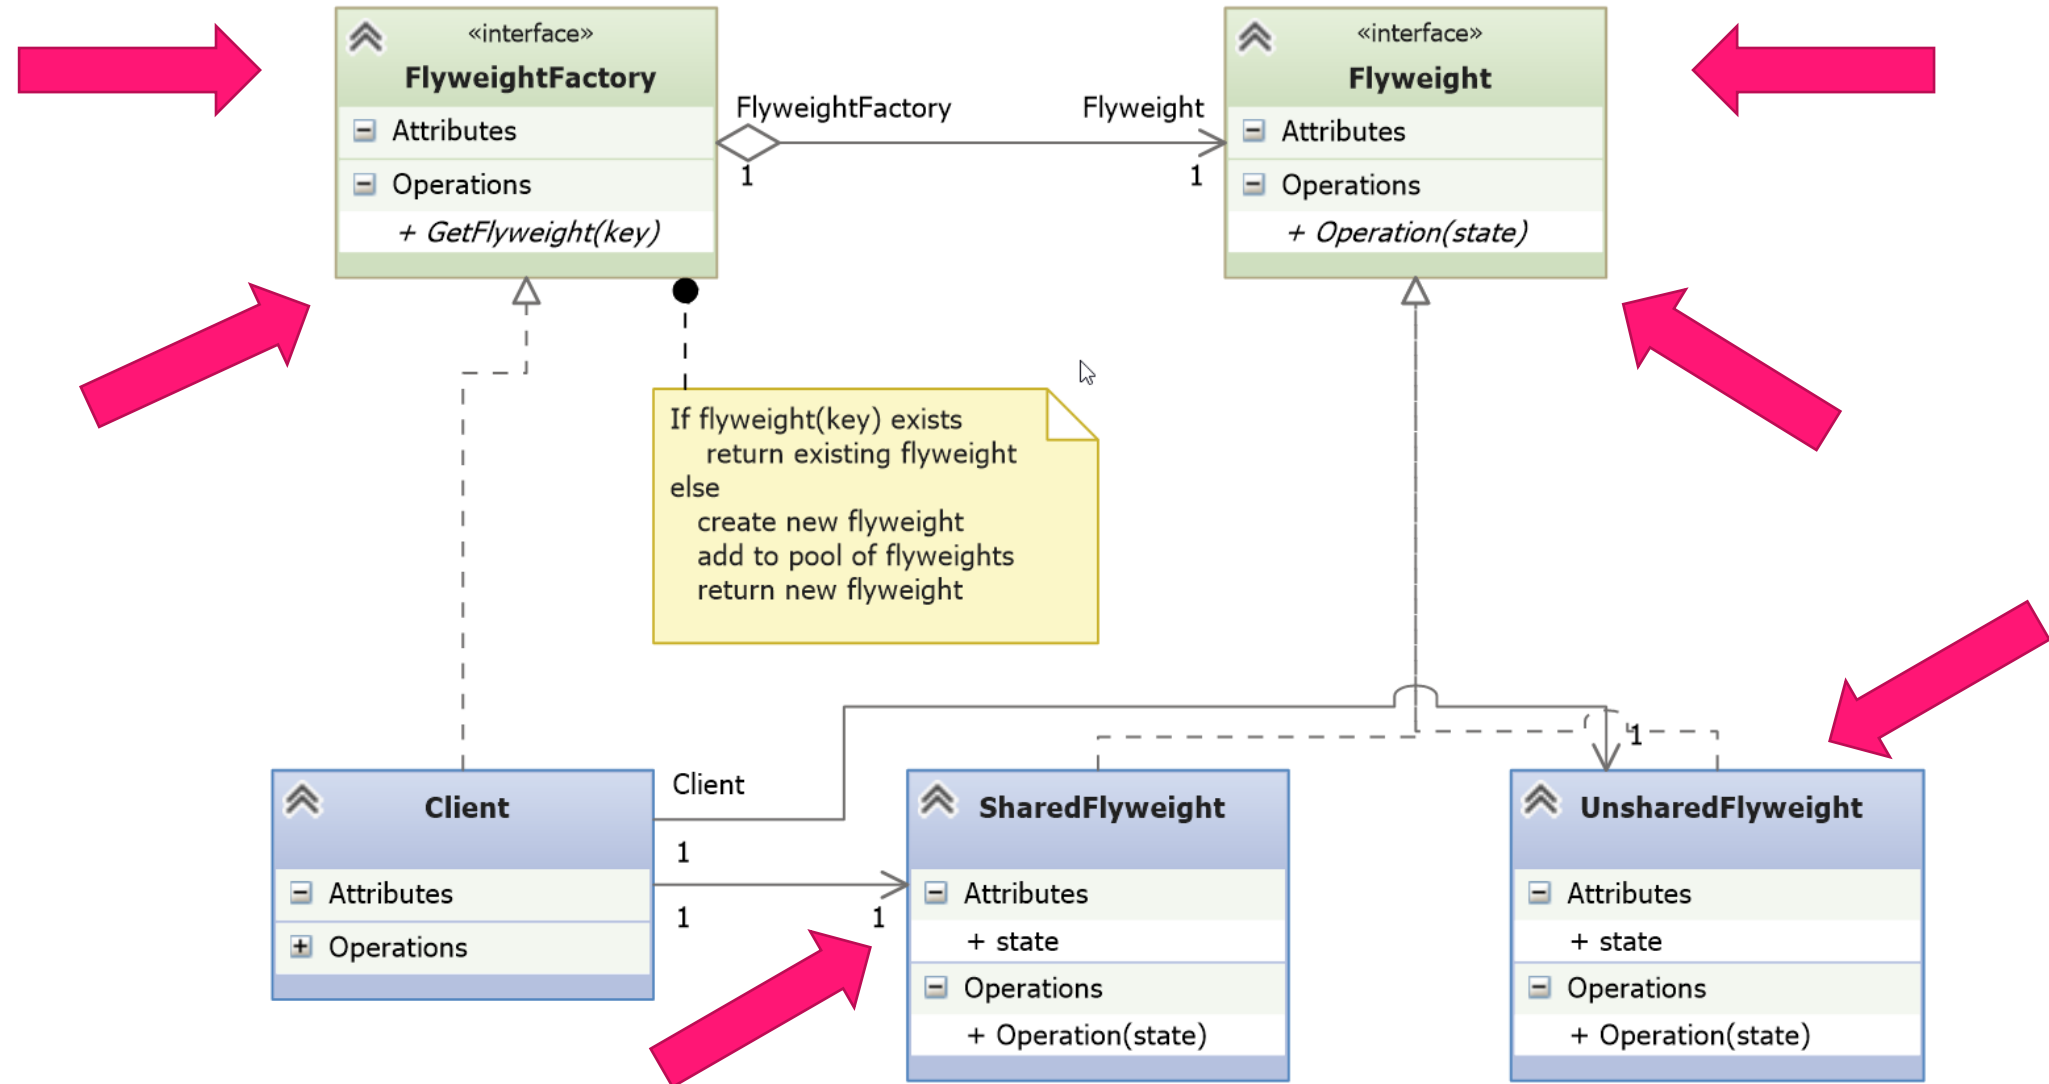 «interface»
FlyweightFactory
Attributes
Operations
+ GetFlyweight(key)
FlyweightFactory
1
Flyweight
1
«interface»
Flyweight
Attributes
Operations
+ Operation(state)
If flyweight(key) exists
return existing flyweight
else
create new flyweight
add to pool of flyweights
return new flyweight
Client
Attributes
Operations
Client
1
1
1
1
SharedFlyweight
Attributes
+ state
Operations
+ Operation(state)
UnsharedFlyweight
Attributes
+ state
Operations
+ Operation(state)